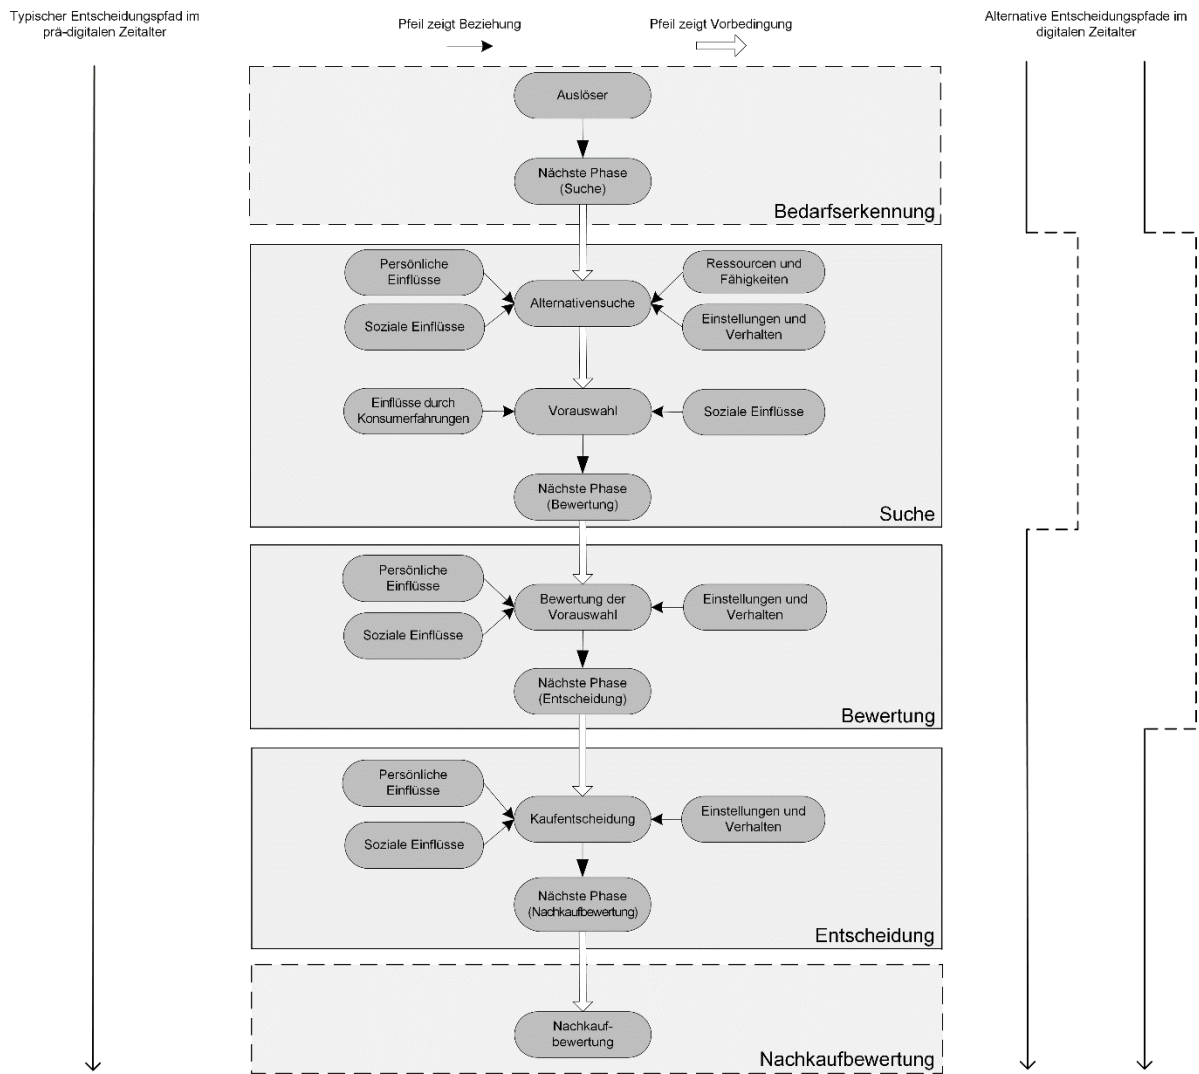 Typischer Entscheidungspfad im
prä-digitalen Zeitalter
Pfeil zeigt Beziehung
Pfeil zeigt Vorbedingung
Alternative Entscheidungspfade im
digitalen Zeitalter
Auslöser
Nächste Phase
(Suche)
Bedarfserkennung
Persönliche
Einflüsse
Soziale Einflüsse
Alternativensuche
Ressourcen und
Fähigkeiten
Einstellungen und
Verhalten
Einflüsse durch
Konsumerfahrungen
Vorauswahl
Soziale Einflüsse
Nächste Phase
(Bewertung)
Suche
Persönliche
Einflüsse
Soziale Einflüsse
Bewertung der
Vorauswahl
Einstellungen und
Verhalten
Nächste Phase
(Entscheidung)
Bewertung
Persönliche
Einflüsse
Soziale Einflüsse
Kaufentscheidung
Einstellungen und
Verhalten
Nächste Phase
(Nachkaufbewertung)
Entscheidung
Nachkauf-
bewertung
Nachkaufbewertung